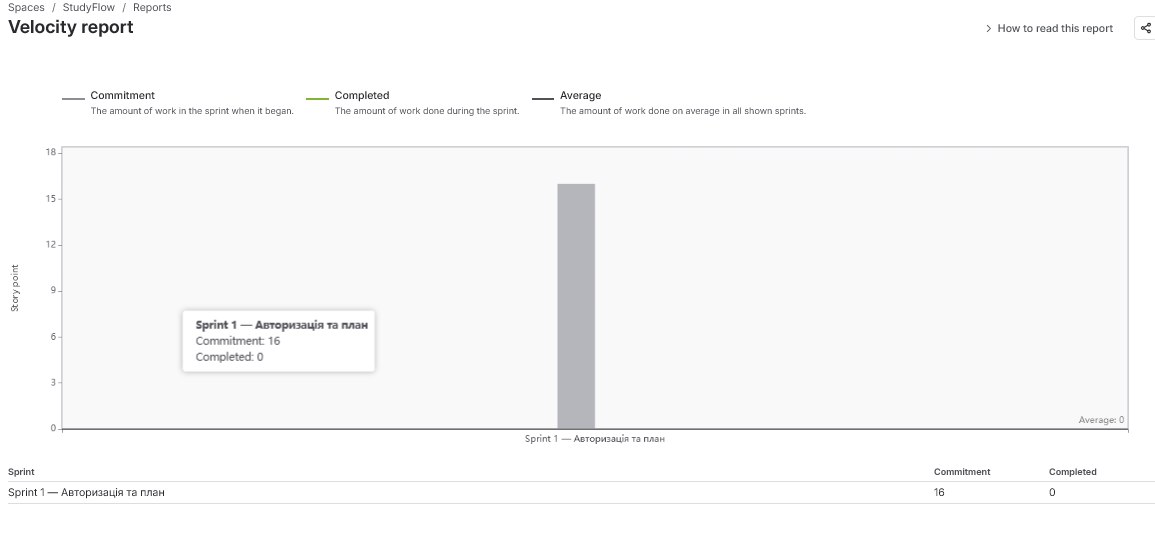 Spaces / StudyFlow / Reports
Velocity report
How to read this report
Commitment
The amount of work in the sprint when it began.
Completed
The amount of work done during the sprint.
Average
The amount of work done on average in all shown sprints.
18
15
12
9
6
3
0
Story point
Sprint 1 — Авторизація та план
Commitment: 16
Completed: 0
Average: 0
Sprint 1 — Авторизація та план
Sprint Commitment Completed
Sprint 1 — Авторизація та план 16 0